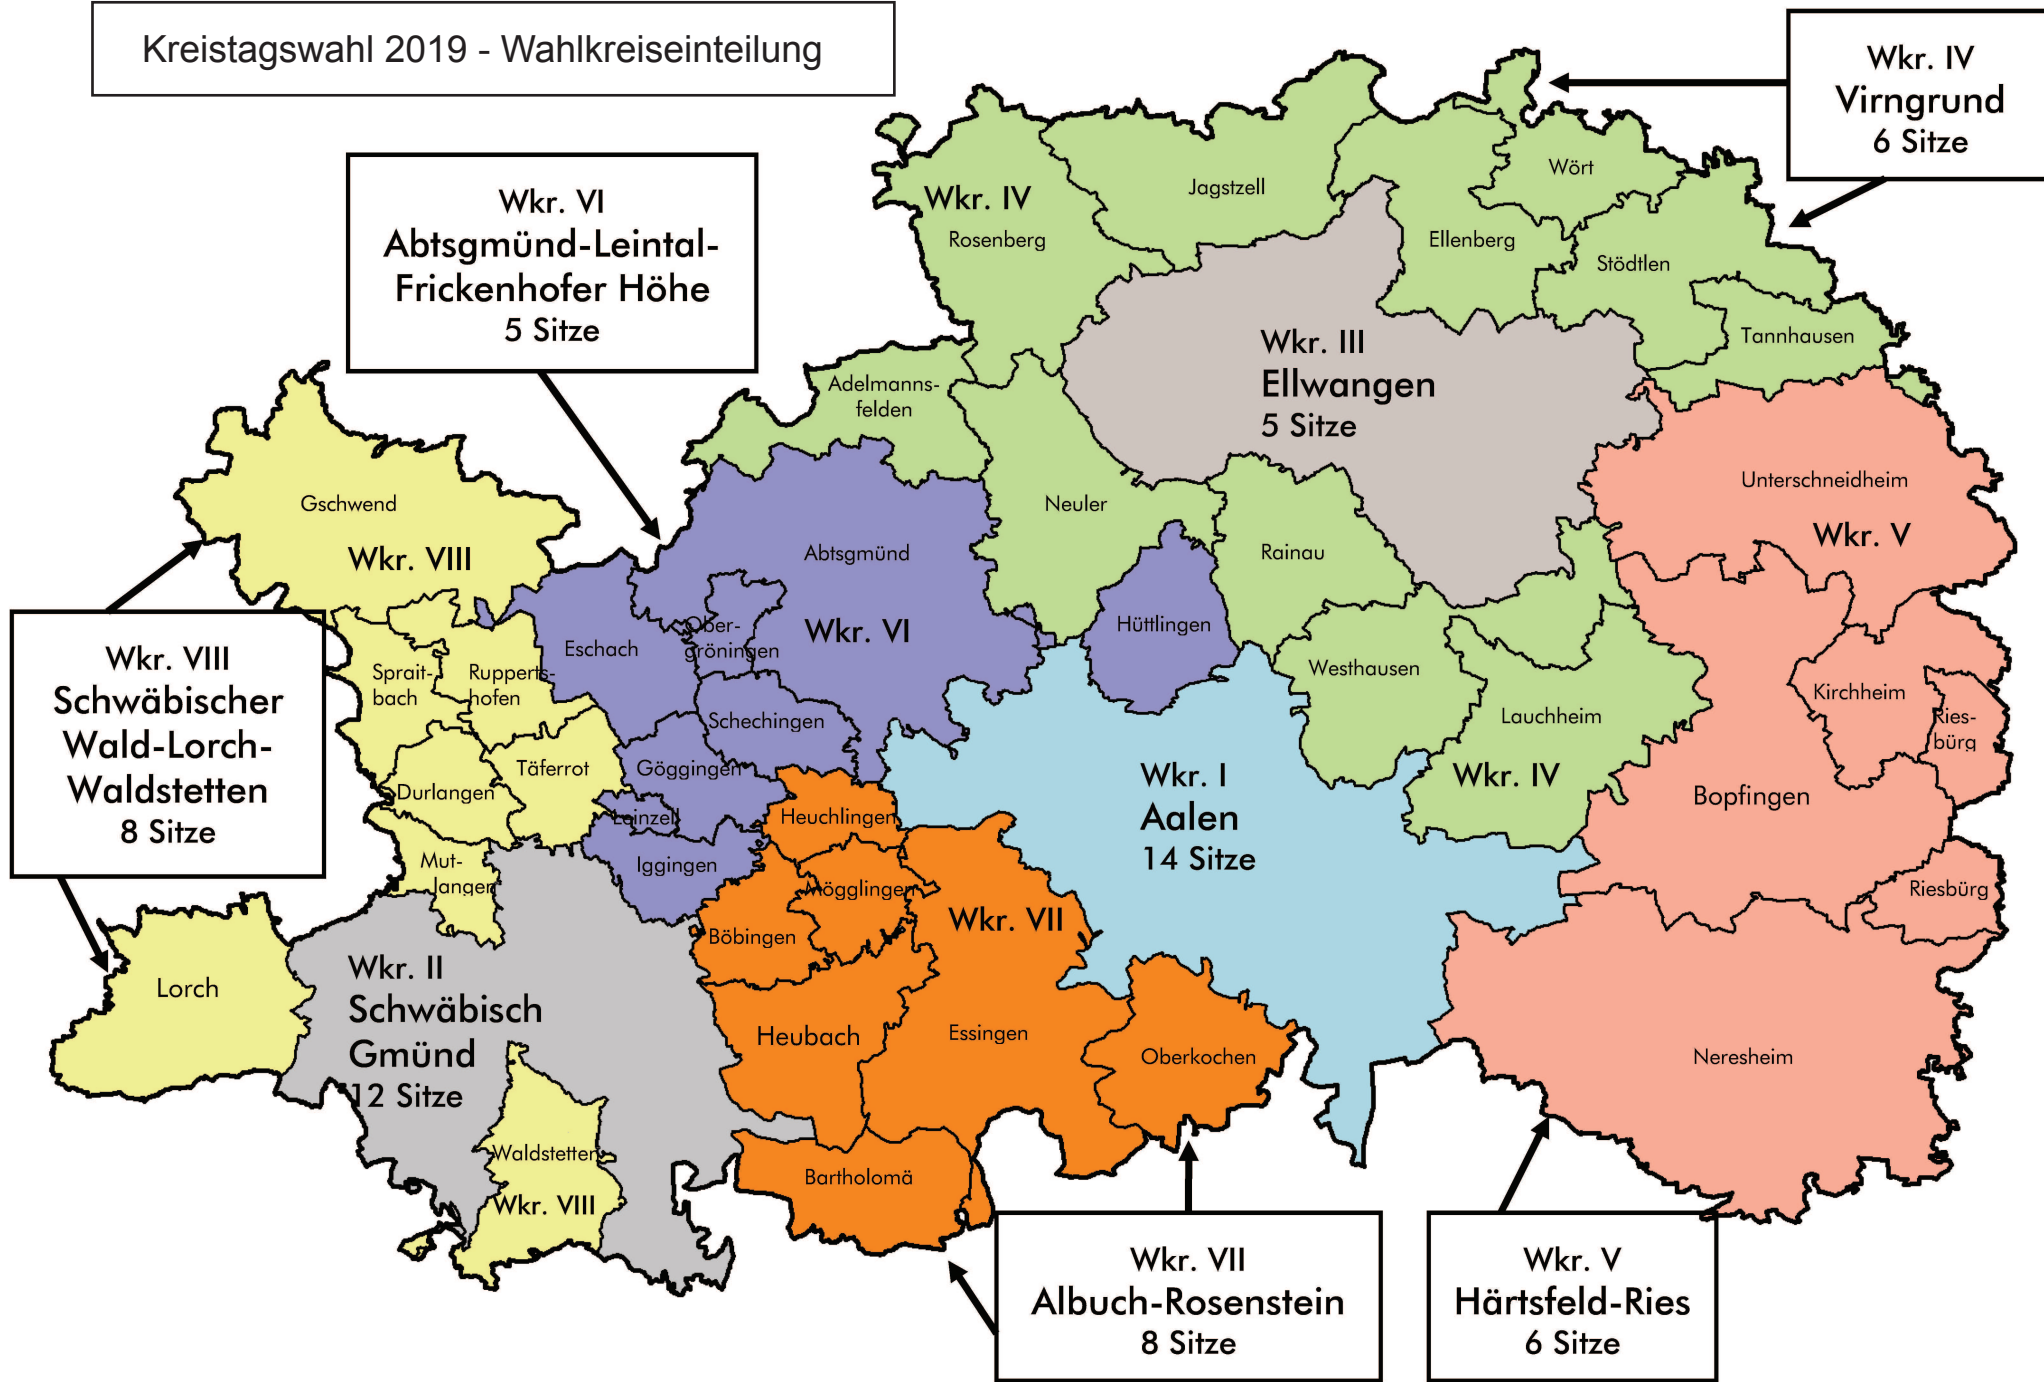 Kreistagswahl 2019 - Wahlkreiseinteilung
Wkr. IV
Virngrund
6 Sitze
Wkr. VI
Abtsgmünd-Leintal-
Frickenhofer Höhe
5 Sitze
Wkr. IV
Rosenberg
Jagstzell
Wört
Ellenberg
Stödtlen
Tannhausen
Wkr. III
Ellwangen
5 Sitze
Adelmanns-
felden
Neuler
Rainau
Unterschneidheim
Wkr. V
Gschwend
Wkr. VIII
Abtsgmünd
Wkr. VI
Hüttlingen
Eschach
Ober-
gröningen
Wkr. VIII
Schwäbischer
Wald-Lorch-
Waldstetten
8 Sitze
Sprait-
bach
Rupperts-
hofen
Schechingen
Westhausen
Lauchheim
Wkr. IV
Kirchheim
Ries-
bürg
Bopfingen
Durlangen
Täferrot
Göggingen
Leinzell
Heuchlingen
Wkr. I
Aalen
14 Sitze
Mut-
langen
Iggingen
Mögglingen
Böbingen
Wkr. VII
Riesbürg
Lorch
Wkr. II
Schwäbisch
Gmünd
12 Sitze
Heubach
Essingen
Oberkochen
Neresheim
Waldstetten
Wkr. VIII
Bartholomä
Wkr. VII
Albuch-Rosenstein
8 Sitze
Wkr. V
Härtsfeld-Ries
6 Sitze